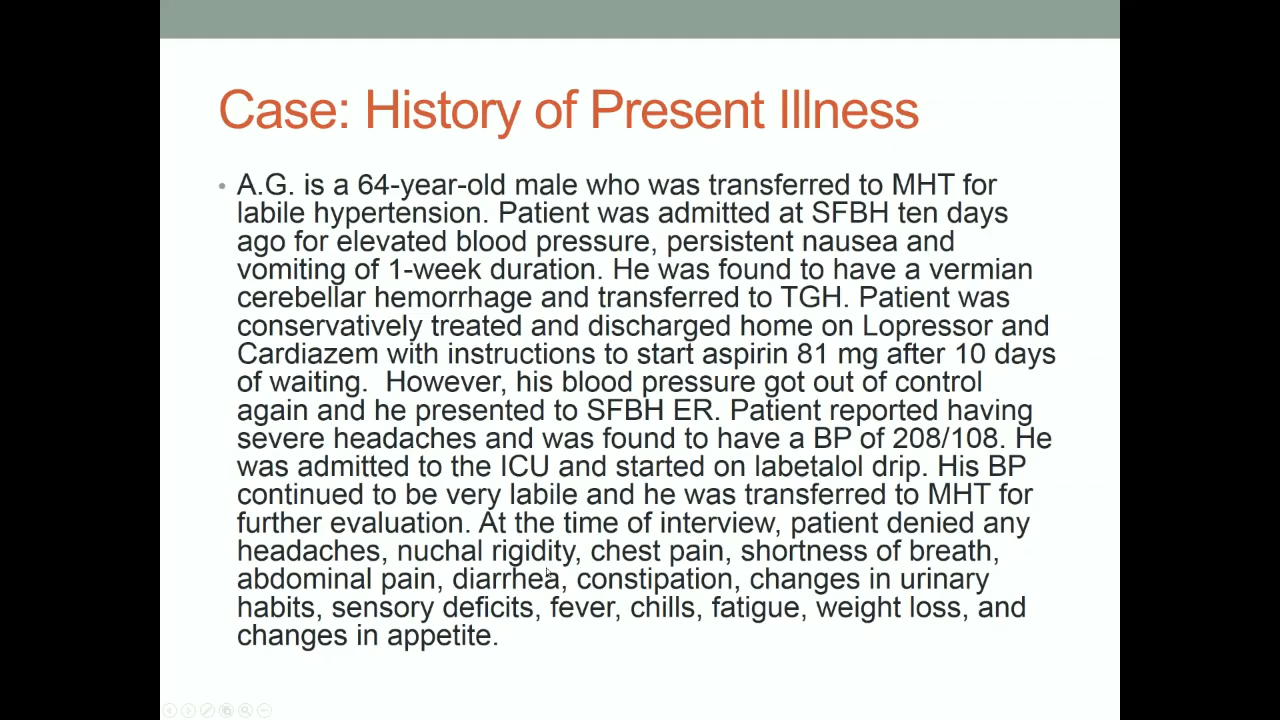 Case: History of Present Illness
• A.G. is a 64-year-old male who was transferred to MHT for
labile hypertension. Patient was admitted at SFBH ten days
ago for elevated blood pressure, persistent nausea and
vomiting of 1-week duration. He was found to have a vermian
cerebellar hemorrhage and transferred to TGH. Patient was
conservatively treated and discharged home on Lopressor and
Cardiazem with instructions to start aspirin 81 mg after 10 days
of waiting.  However, his blood pressure got out of control
again and he presented to SFBH ER. Patient reported having
severe headaches and was found to have a BP of 208/108. He
was admitted to the ICU and started on labetalol drip. His BP
continued to be very labile and he was transferred to MHT for
further evaluation. At the time of interview, patient denied any
headaches, nuchal rigidity, chest pain, shortness of breath,
abdominal pain, diarrhea, constipation, changes in urinary
habits, sensory deficits, fever, chills, fatigue, weight loss, and
changes in appetite.